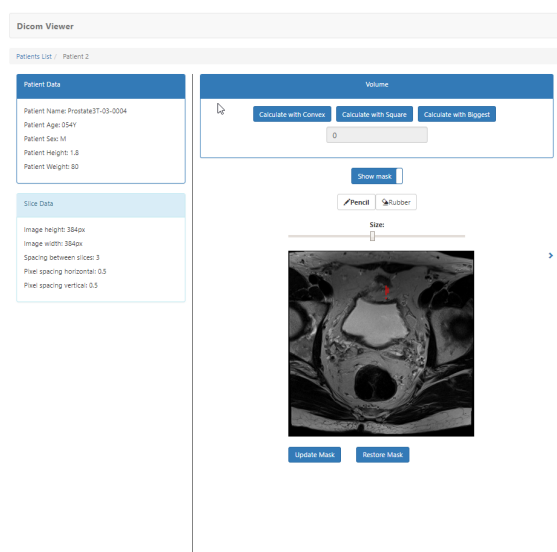 Dicom Viewer
Patients List / Patient 2
Patient Data
Patient Name: Prostate3T-03-0004
Patient Age: 054Y
Patient Sex: M
Patient Height: 1.8
Patient Weight: 80
Slice Data
Image height: 384px
Image width: 384px
Spacing between slices: 3
Pixel spacing horizontal: 0.5
Pixel spacing vertical: 0.5
Volume
Calculate with Convex Calculate with Square Calculate with Biggest
0
Show mask
Pencil Rubber
Size:
Update Mask Restore Mask